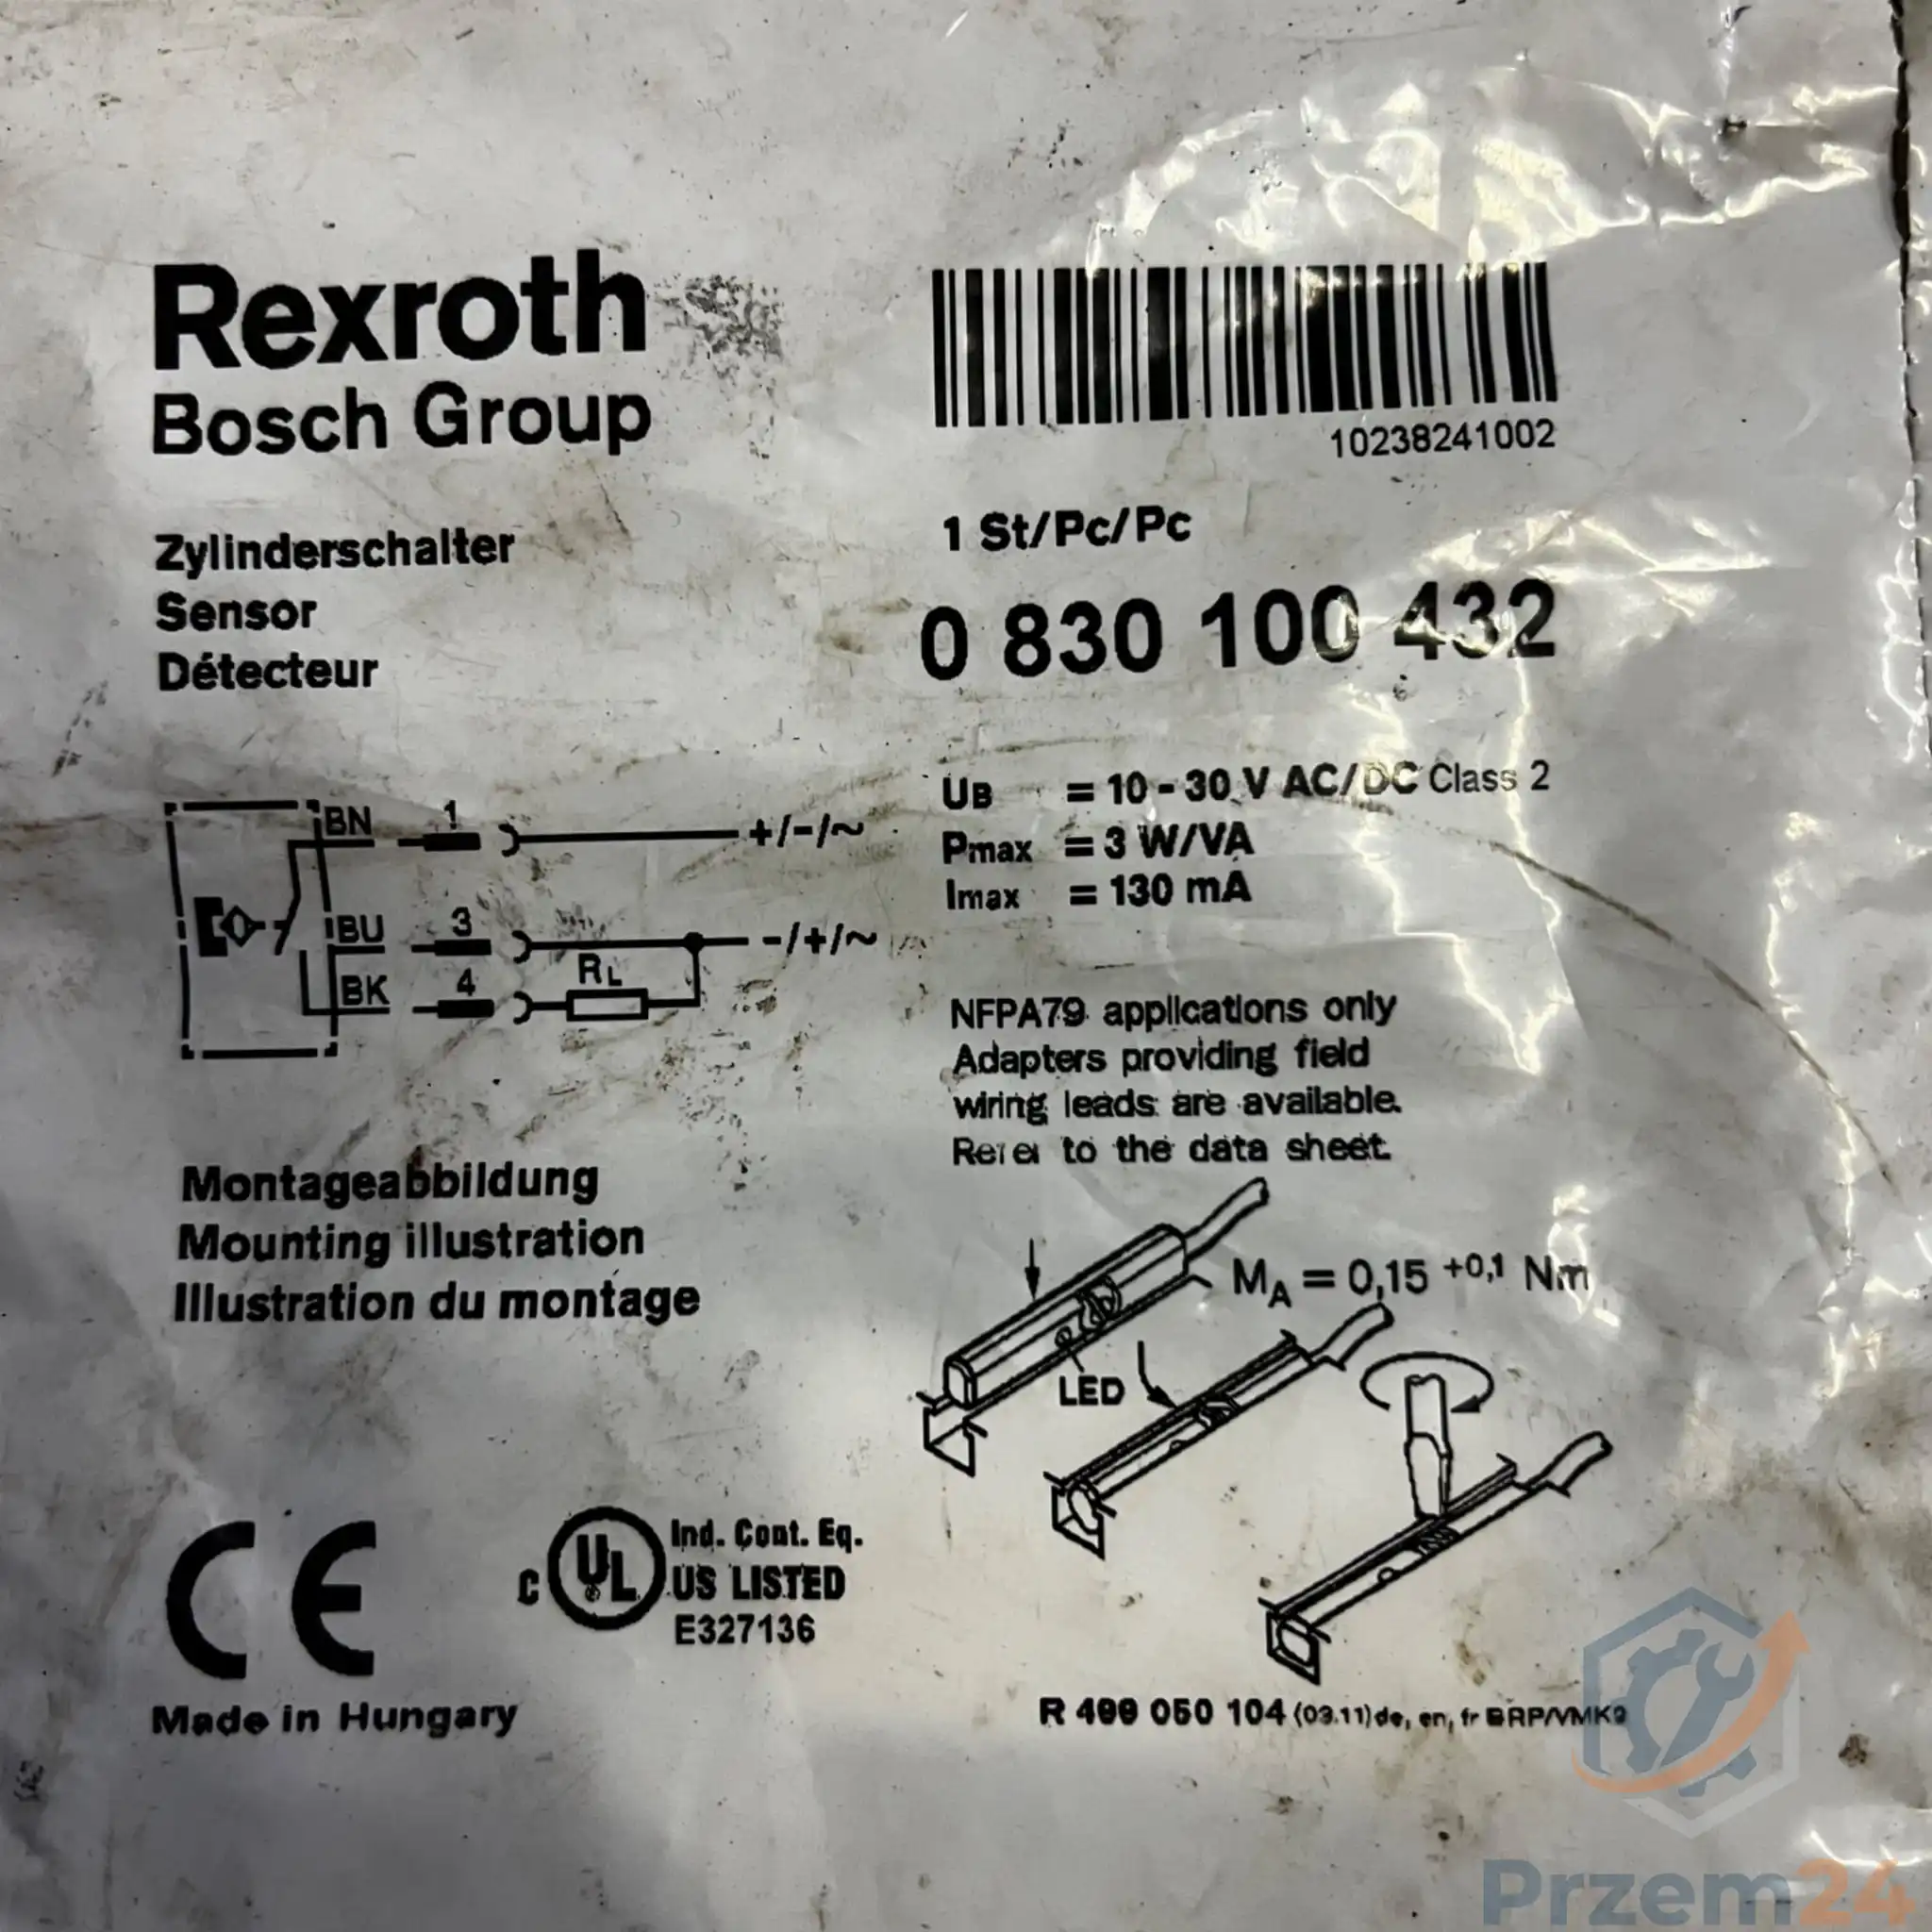 Rexroth
Bosch Group
10238241002
Zylinderschalter
Sensor
Détecteur
1 St/Pc/Pc
0 830 100 432
BN 1 +/-/~
BU 3 -/+/~
BK 4 RL
UB = 10 - 30 V AC/DC Class 2
Pmax = 3 W/VA
Imax = 130 mA
NFPA79 applications only
Adapters providing field
wiring leads are available.
Refer to the data sheet.
Montageabbildung
Mounting illustration
Illustration du montage
MA = 0,15 +0,1 Nm
LED
CE
C UL US LISTED
Ind. Cont. Eq.
E327136
Made in Hungary
R 499 050 104 (03.11) de, en, fr BRP/VMK2
Przem24